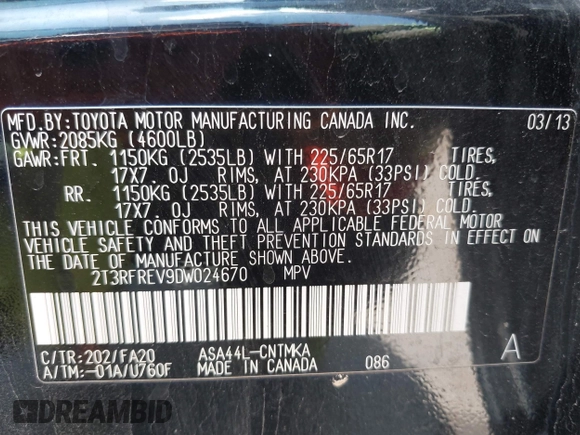 MFD.BY:TOYOTA MOTOR MANUFACTURING CANADA INC. 03/13
GVWR:2085KG (4600LB)
GAWR:FRT. 1150KG (2535LB) WITH 225/65R17 TIRES,
17X7.0J RIMS, AT 230KPA (33PSI) COLD.
RR. 1150KG (2535LB) WITH 225/65R17 TIRES,
17X7.0J RIMS, AT 230KPA (33PSI) COLD.
THIS VEHICLE CONFORMS TO ALL APPLICABLE FEDERAL MOTOR
VEHICLE SAFETY AND THEFT PREVENTION STANDARDS IN EFFECT ON
THE DATE OF MANUFACTURE SHOWN ABOVE.
2T3RFREV9DW024670 MPV
C/TR:202/FA20 ASA44L-CNTMKA
A/TM:-01A/U760F MADE IN CANADA 086 A
DREAMBID